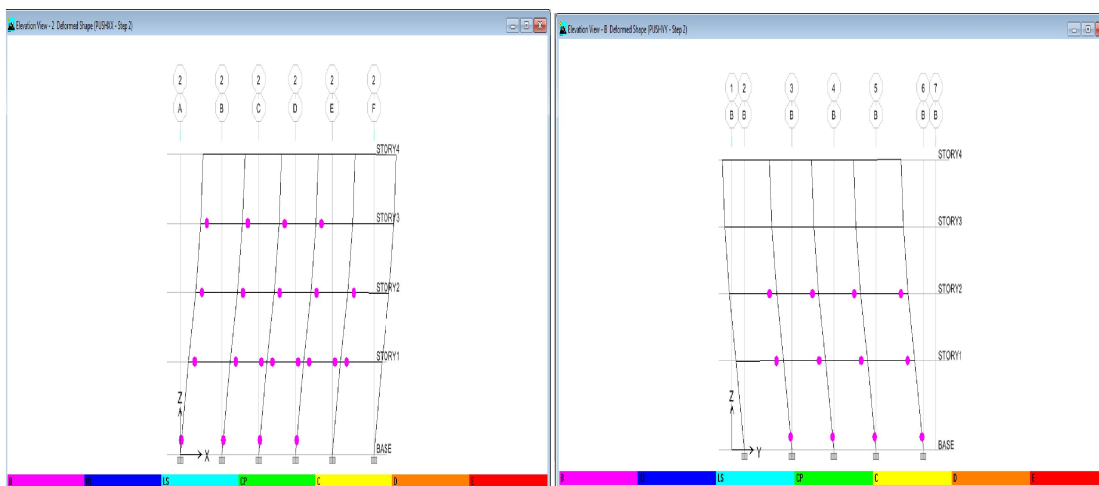 Elevation View - 2 Deformed Shape (PUSHXX - Step 2)
2 2 2 2 2 2
A B C D E F
STORY4
STORY3
STORY2
STORY1
Z
X
BASE
B IO LS CP C D E
Elevation View - B Deformed Shape (PUSHYY - Step 2)
1 2 3 4 5 6 7
B B B B B B B
STORY4
STORY3
STORY2
STORY1
Z
Y
BASE
B LS CP C D E